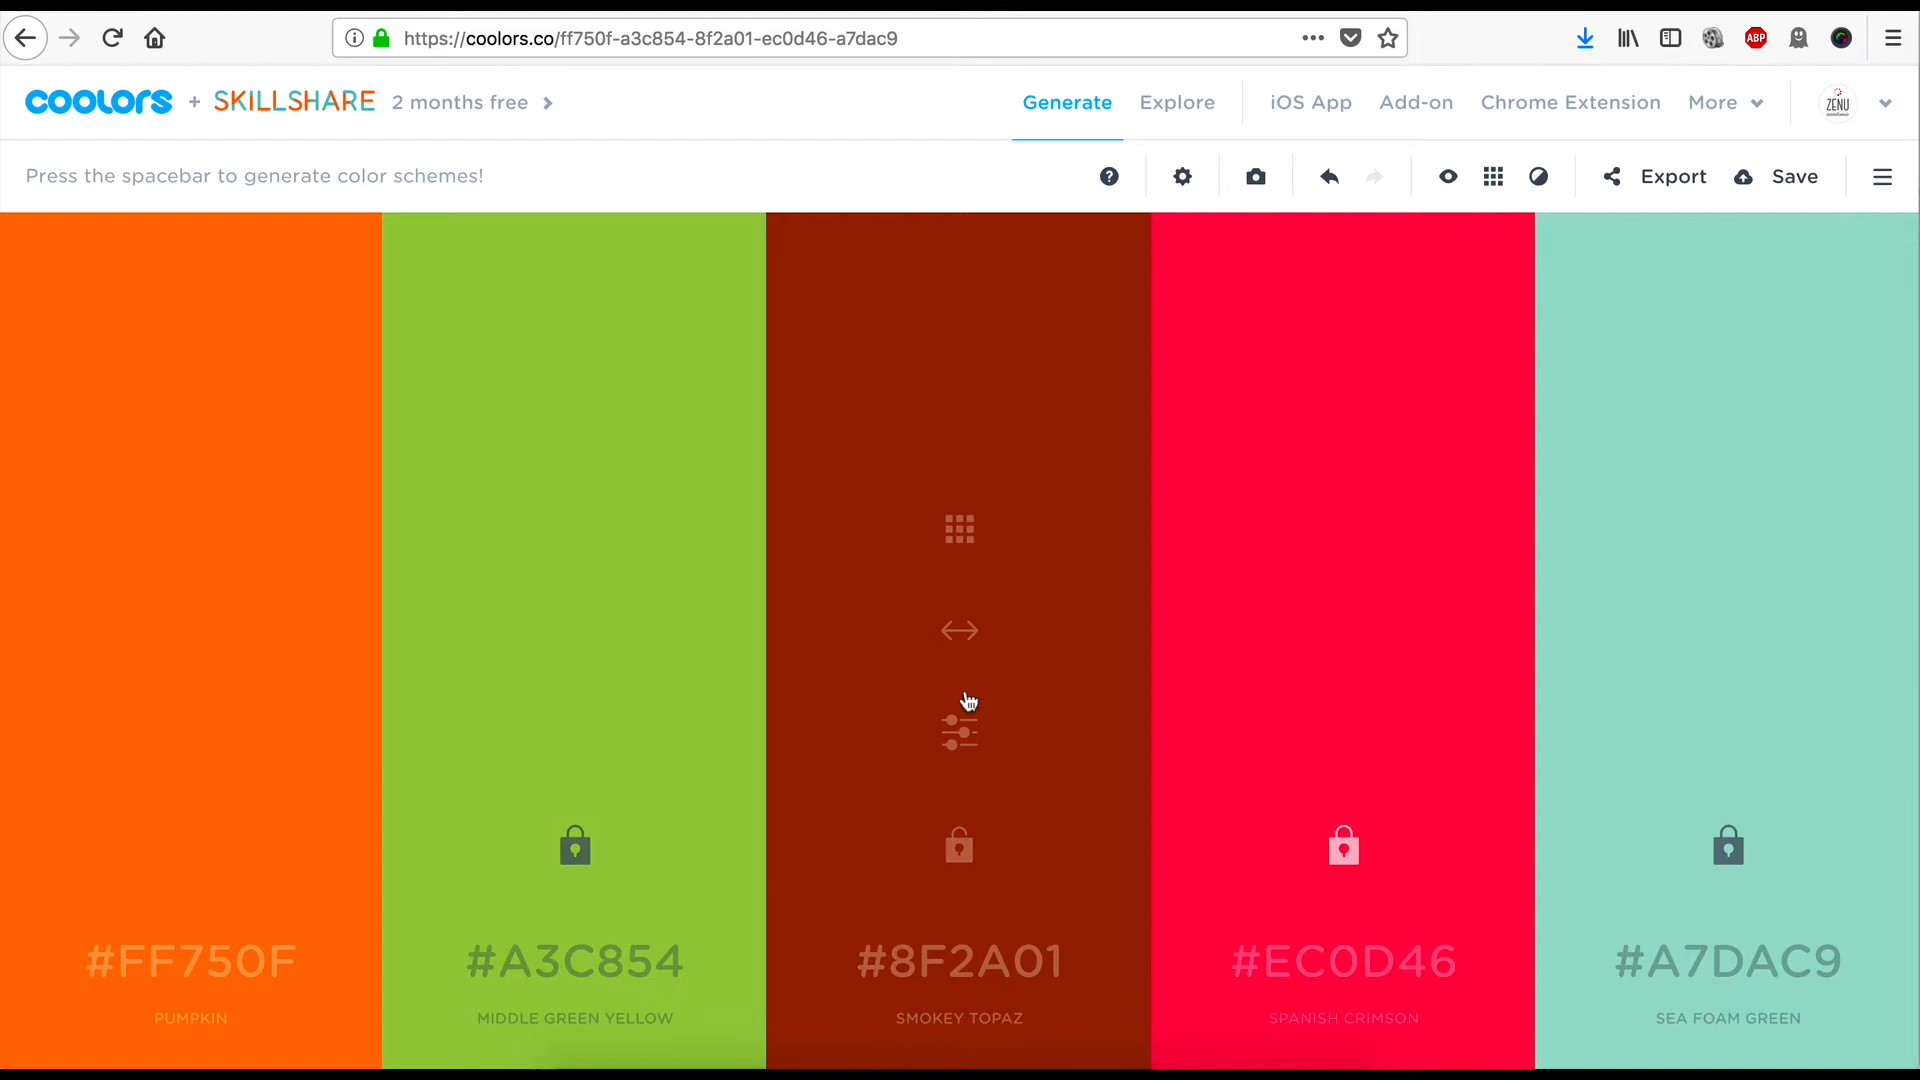 https://coolors.co/ff750f-a3c854-8f2a01-ec0d46-a7dac9
ABP
coolors + SKILLSHARE 2 months free
Generate Explore iOS App Add-on Chrome Extension More
ZENU
Press the spacebar to generate color schemes!
Export Save
#FF750F #A3C854 #8F2A01 #EC0D46 #A7DAC9
PUMPKIN MIDDLE GREEN YELLOW SMOKEY TOPAZ SPANISH CRIMSON SEA FOAM GREEN